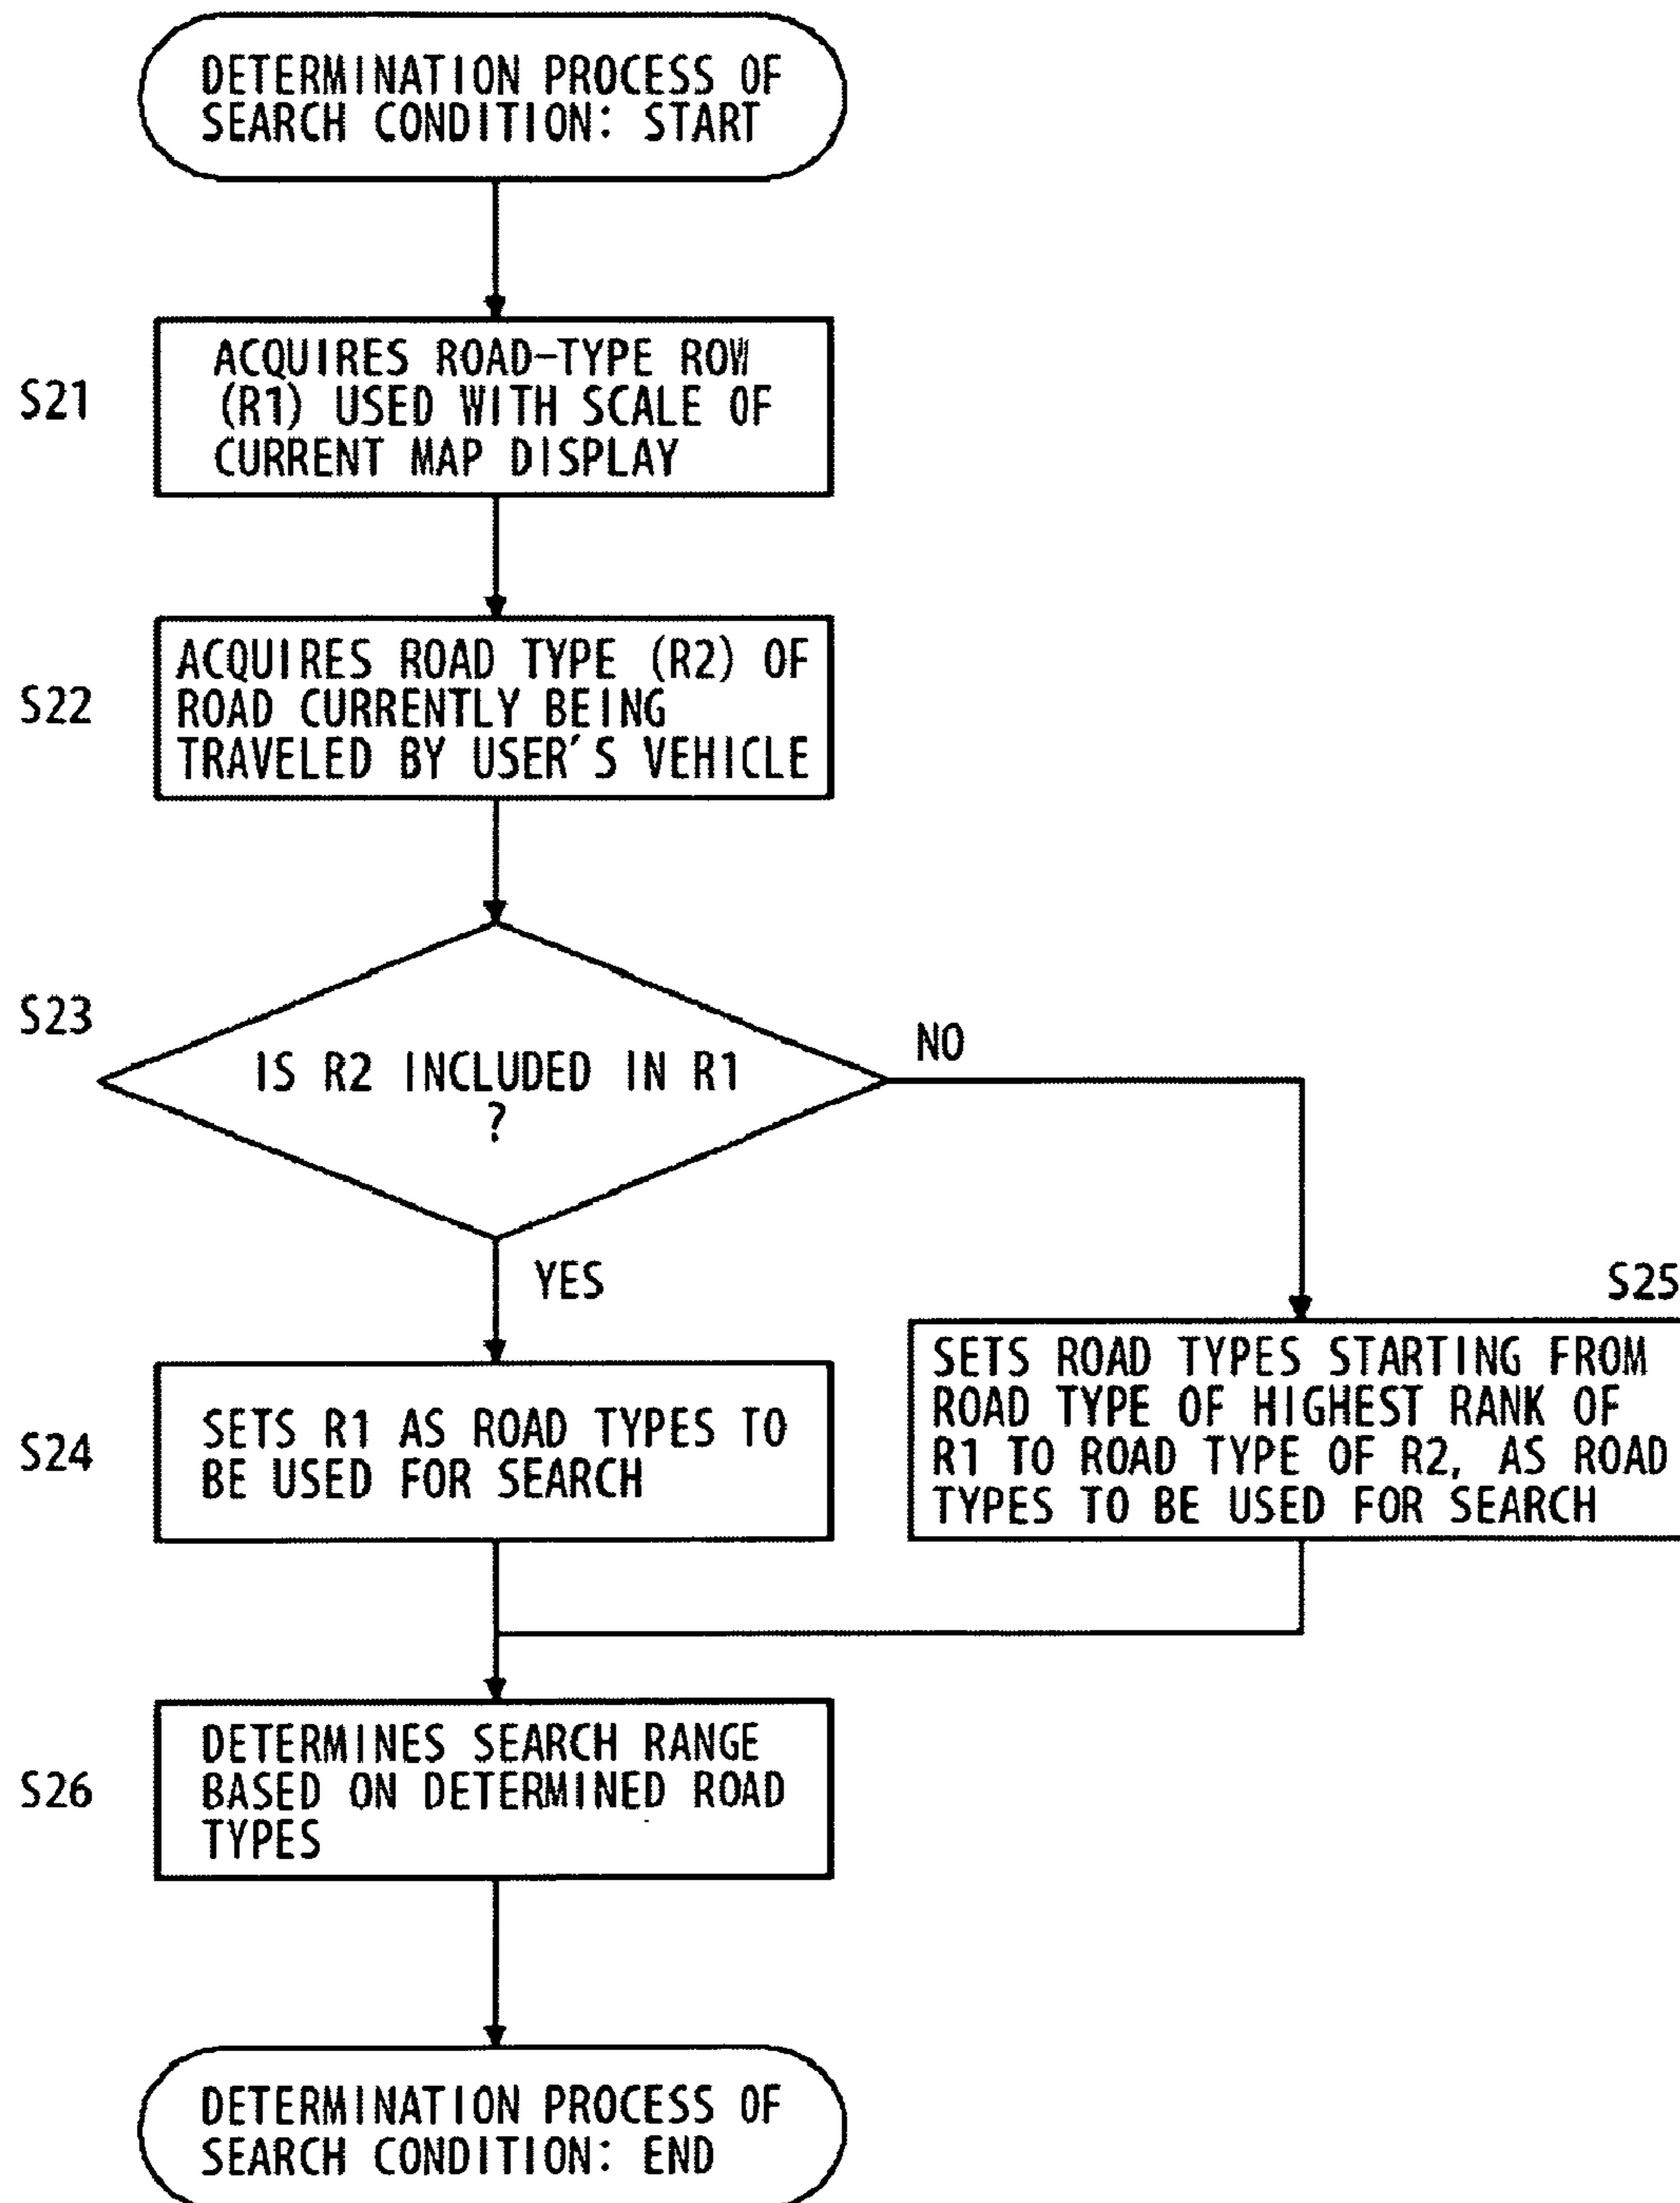 DETERMINATION PROCESS OF
SEARCH CONDITION: START
S21
ACQUIRES ROAD-TYPE ROW
(R1) USED WITH SCALE OF
CURRENT MAP DISPLAY
S22
ACQUIRES ROAD TYPE (R2) OF
ROAD CURRENTLY BEING
TRAVELED BY USER'S VEHICLE
S23
IS R2 INCLUDED IN R1
?
NO
YES
S24
SETS R1 AS ROAD TYPES TO
BE USED FOR SEARCH
S25
SETS ROAD TYPES STARTING FROM
ROAD TYPE OF HIGHEST RANK OF
R1 TO ROAD TYPE OF R2, AS ROAD
TYPES TO BE USED FOR SEARCH
S26
DETERMINES SEARCH RANGE
BASED ON DETERMINED ROAD
TYPES
DETERMINATION PROCESS OF
SEARCH CONDITION: END